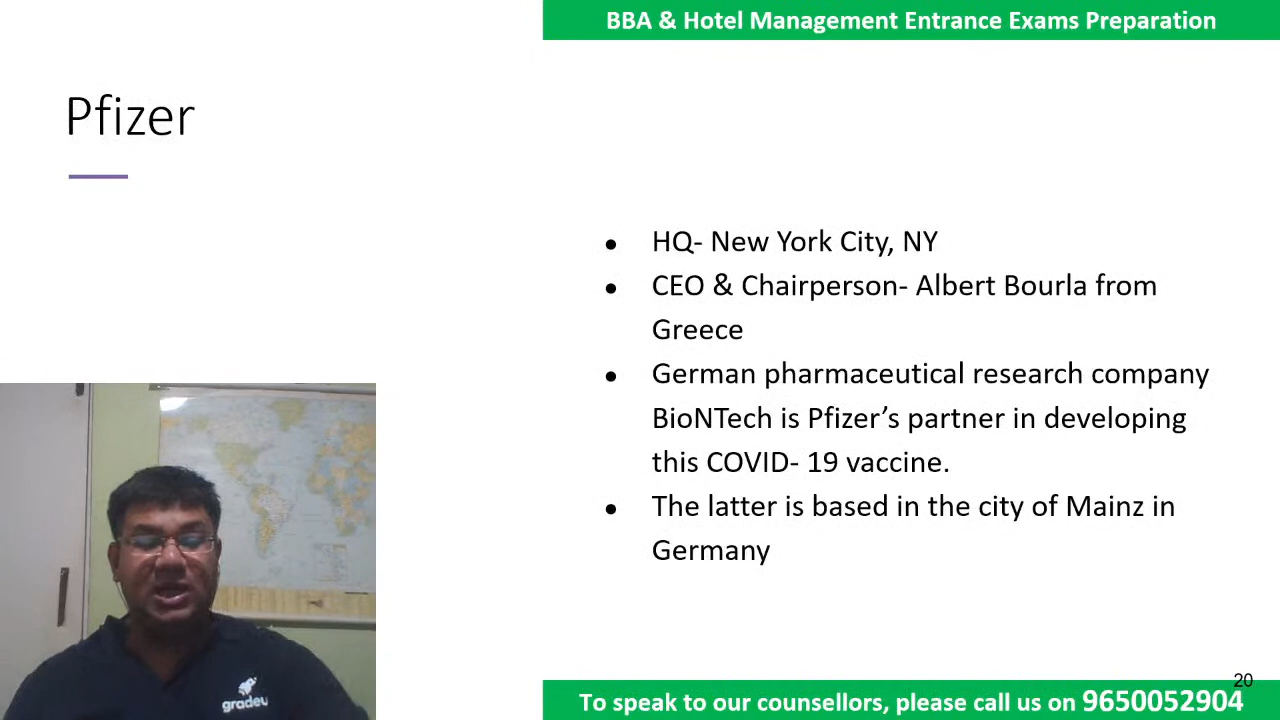 BBA & Hotel Management Entrance Exams Preparation
Pfizer
● HQ- New York City, NY
● CEO & Chairperson- Albert Bourla from
Greece
● German pharmaceutical research company
BioNTech is Pfizer’s partner in developing
this COVID- 19 vaccine.
● The latter is based in the city of Mainz in
Germany
gradeu
20
To speak to our counsellors, please call us on 9650052904